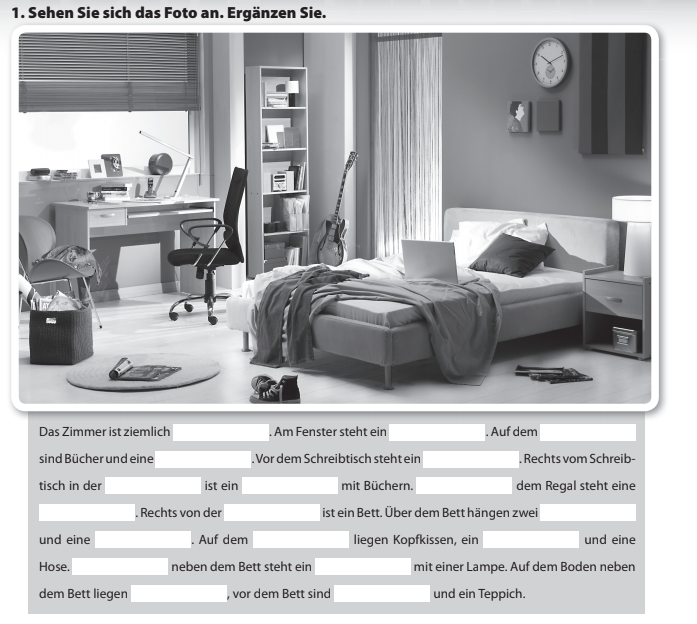 1. Sehen Sie sich das Foto an. Ergänzen Sie.
Das Zimmer ist ziemlich . Am Fenster steht ein . Auf dem
sind Bücher und eine . Vor dem Schreibtisch steht ein . Rechts vom Schreib-
tisch in der ist ein mit Büchern. dem Regal steht eine
. Rechts von der ist ein Bett. Über dem Bett hängen zwei
und eine . Auf dem liegen Kopfkissen, ein und eine
Hose. neben dem Bett steht ein mit einer Lampe. Auf dem Boden neben
dem Bett liegen , vor dem Bett sind und ein Teppich.